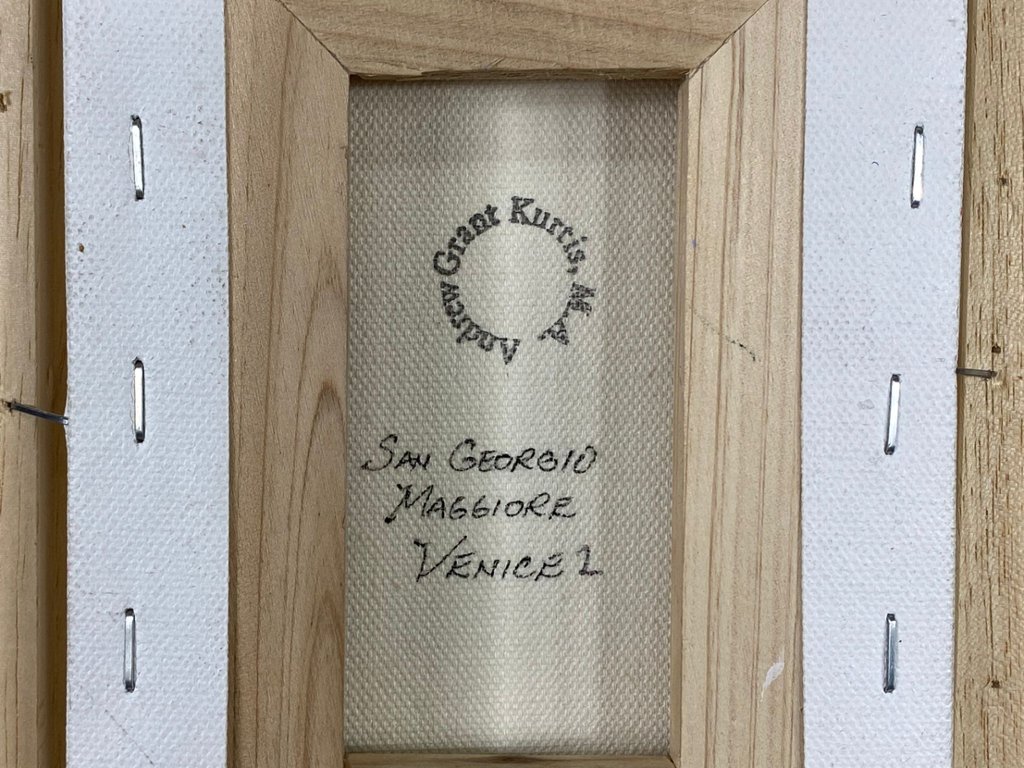 Andrew Grant Kurtis, M.A
San Georgio
Maggiore
Venice 2